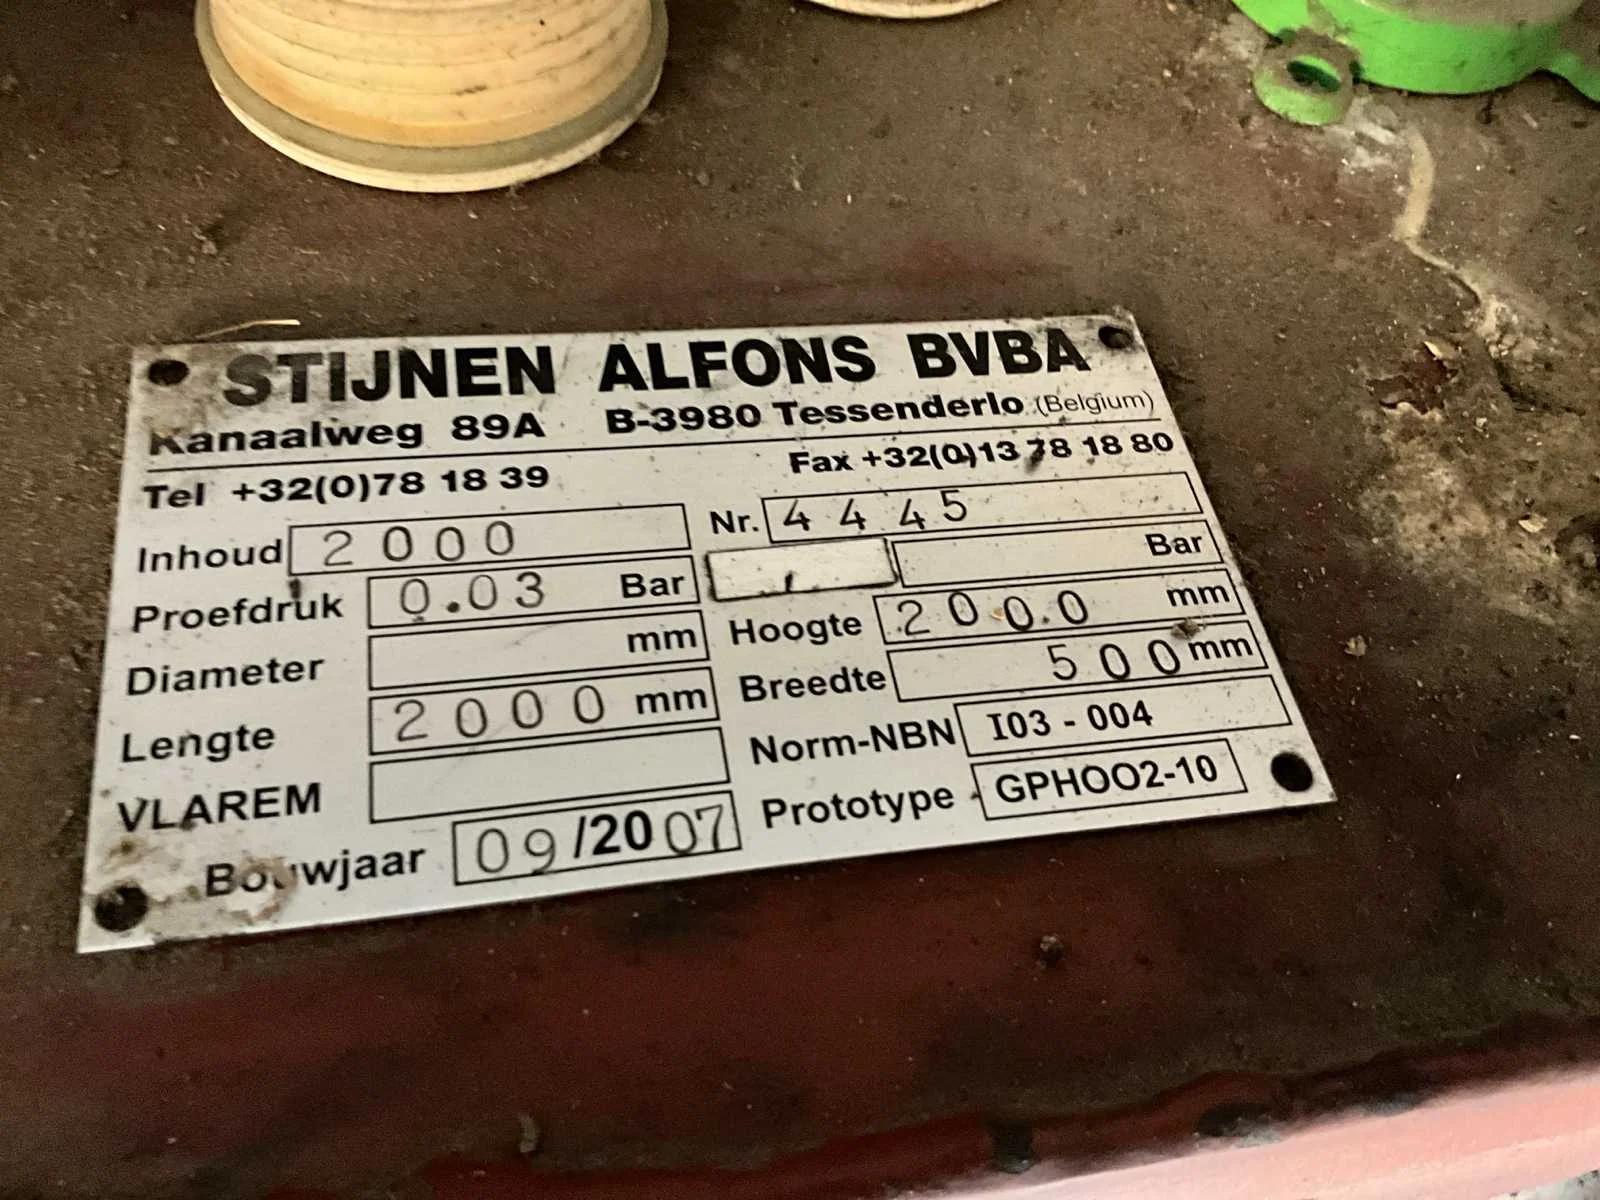 STIJNEN ALFONS BVBA
Kanaalweg 89A B-3980 Tessenderlo (Belgium)
Tel +32(0)78 18 39 Fax +32(0)13 78 18 80
Inhoud 2000 Nr. 4445
Proefdruk 0.03 Bar Bar
Diameter mm Hoogte 2000 mm
Lengte 2000 mm Breedte 500 mm
VLAREM Norm-NBN I03 - 004
Bouwjaar 09/2007 Prototype GPHOO2-10